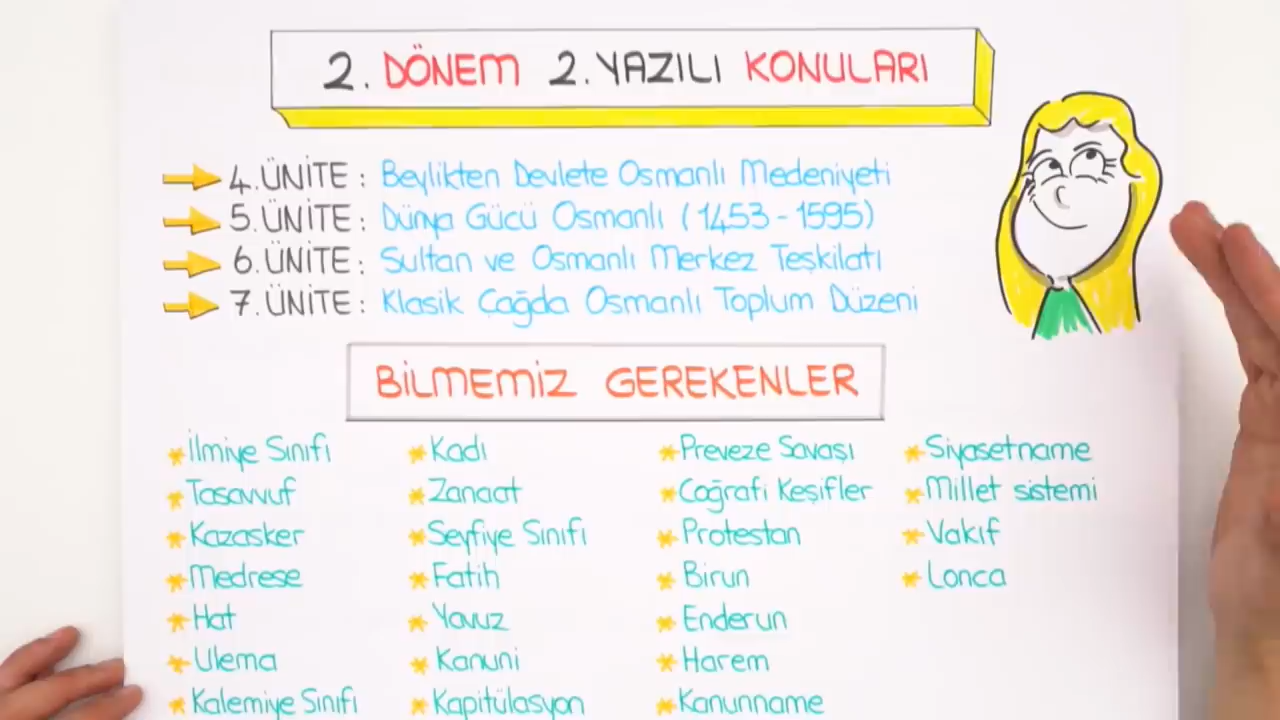 2. DÖNEM 2. YAZILI KONULARI
4. ÜNİTE : Beylikten Devlete Osmanlı Medeniyeti
5. ÜNİTE : Dünya Gücü Osmanlı (1453-1595)
6. ÜNİTE : Sultan ve Osmanlı Merkez Teşkilatı
7. ÜNİTE : Klasik Çağda Osmanlı Toplum Düzeni
BİLMEMİZ GEREKENLER
İlmiye Sınıfı
Tasavvuf
Kazasker
Medrese
Hat
Ulema
Kalemiye Sınıfı
Kadı
Zanaat
Seyfiye Sınıfı
Fatih
Yavuz
Kanuni
Kapitülasyon
Preveze Savaşı
Coğrafi Keşifler
Protestan
Birun
Enderun
Harem
Kanunname
Siyasetname
Millet sistemi
Vakıf
Lonca